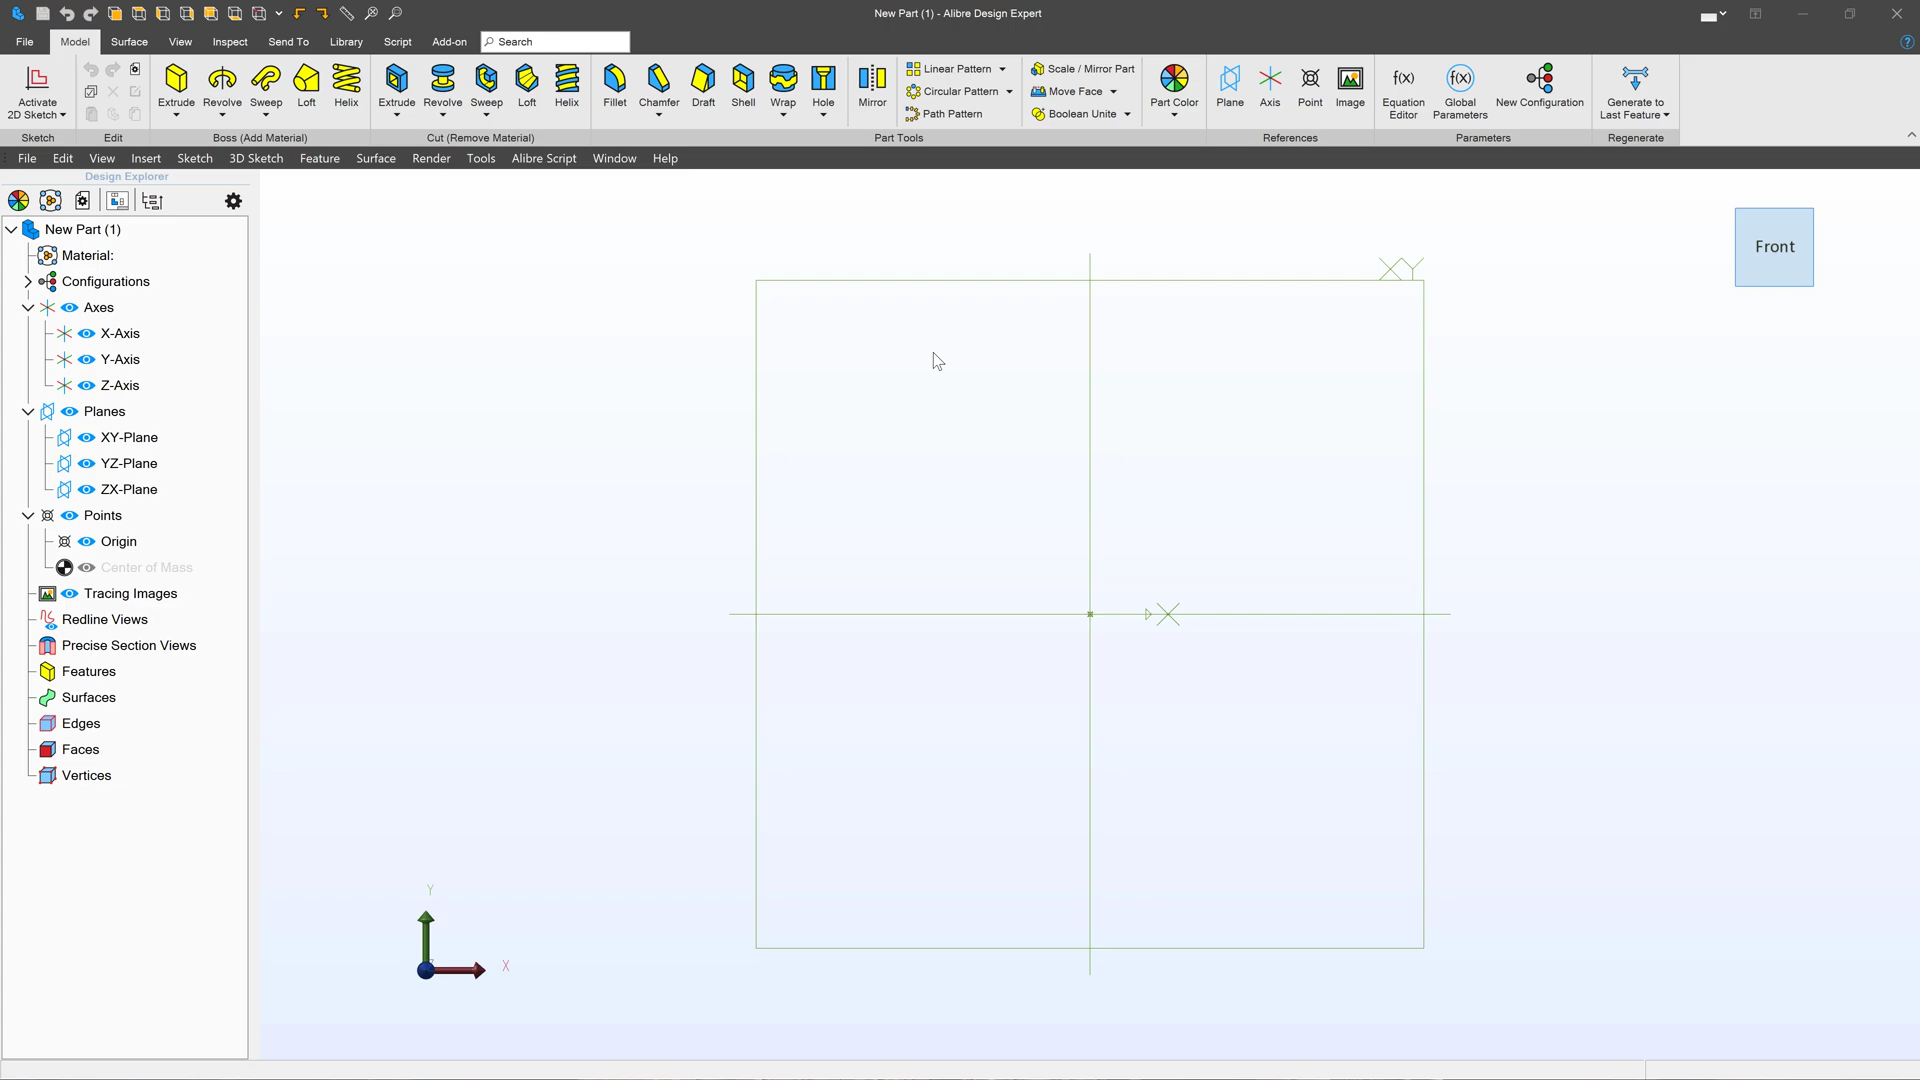 New Part (1) - Alibre Design Expert
File Model Surface View Inspect Send To Library Script Add-on Search
Activate 2D Sketch
Sketch
Edit
Extrude Revolve Sweep Loft Helix
Boss (Add Material)
Extrude Revolve Sweep Loft Helix
Cut (Remove Material)
Fillet Chamfer Draft Shell Wrap Hole Mirror
Linear Pattern
Circular Pattern
Path Pattern
Scale / Mirror Part
Move Face
Boolean Unite
Part Color
Part Tools
Plane Axis Point Image
References
f(x) Equation Editor
f(x) Global Parameters
New Configuration
Parameters
Generate to Last Feature
Regenerate
File Edit View Insert Sketch 3D Sketch Feature Surface Render Tools Alibre Script Window Help
Design Explorer
New Part (1)
Material:
Configurations
Axes
X-Axis
Y-Axis
Z-Axis
Planes
XY-Plane
YZ-Plane
ZX-Plane
Points
Origin
Center of Mass
Tracing Images
Redline Views
Precise Section Views
Features
Surfaces
Edges
Faces
Vertices
Front
XY
X
Y
X